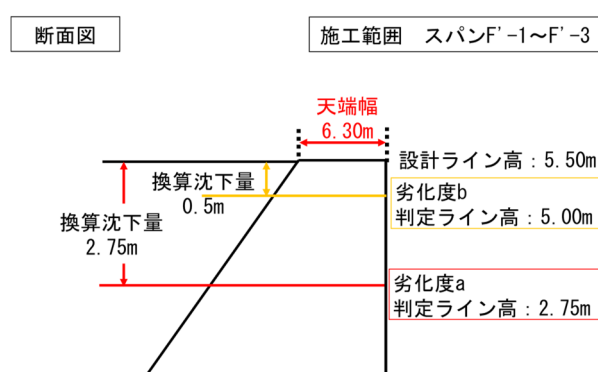 断面図
施工範囲 スパンF'-1～F'-3
天端幅
6.30m
設計ライン高：5.50m
換算沈下量
0.5m
劣化度b
判定ライン高：5.00m
換算沈下量
2.75m
劣化度a
判定ライン高：2.75m